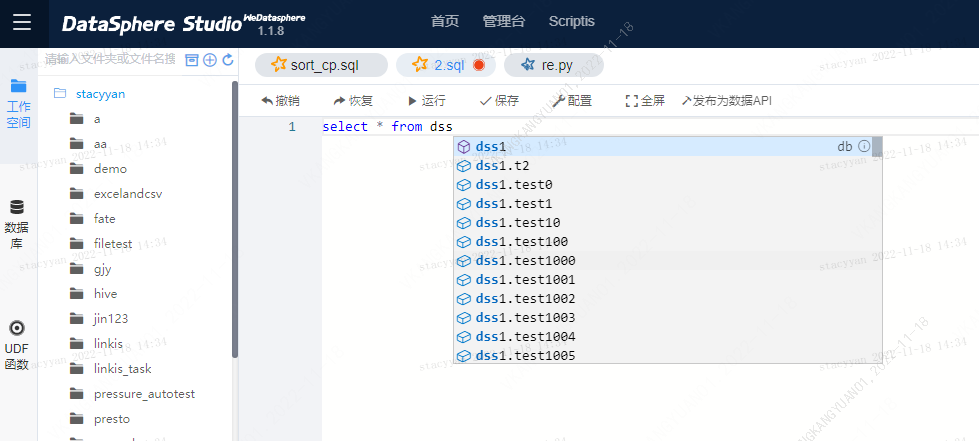 DataSphere Studio WeDatasphere 1.1.8 首页 管理台 Scriptis
请输入文件夹或文件名搜
sort_cp.sql 2.sql re.py
工作
空间
数据
库
UDF
函数
stacyyan
a
aa
demo
excelandcsv
fate
filetest
gjy
hive
jin123
linkis
linkis_task
pressure_autotest
presto
撤销 恢复 运行 保存 配置 全屏 发布为数据API
1 select * from dss
dss1 db
dss1.t2
dss1.test0
dss1.test1
dss1.test10
dss1.test100
dss1.test1000
dss1.test1001
dss1.test1002
dss1.test1003
dss1.test1004
dss1.test1005
stacyyan 2022-11-18 14:34